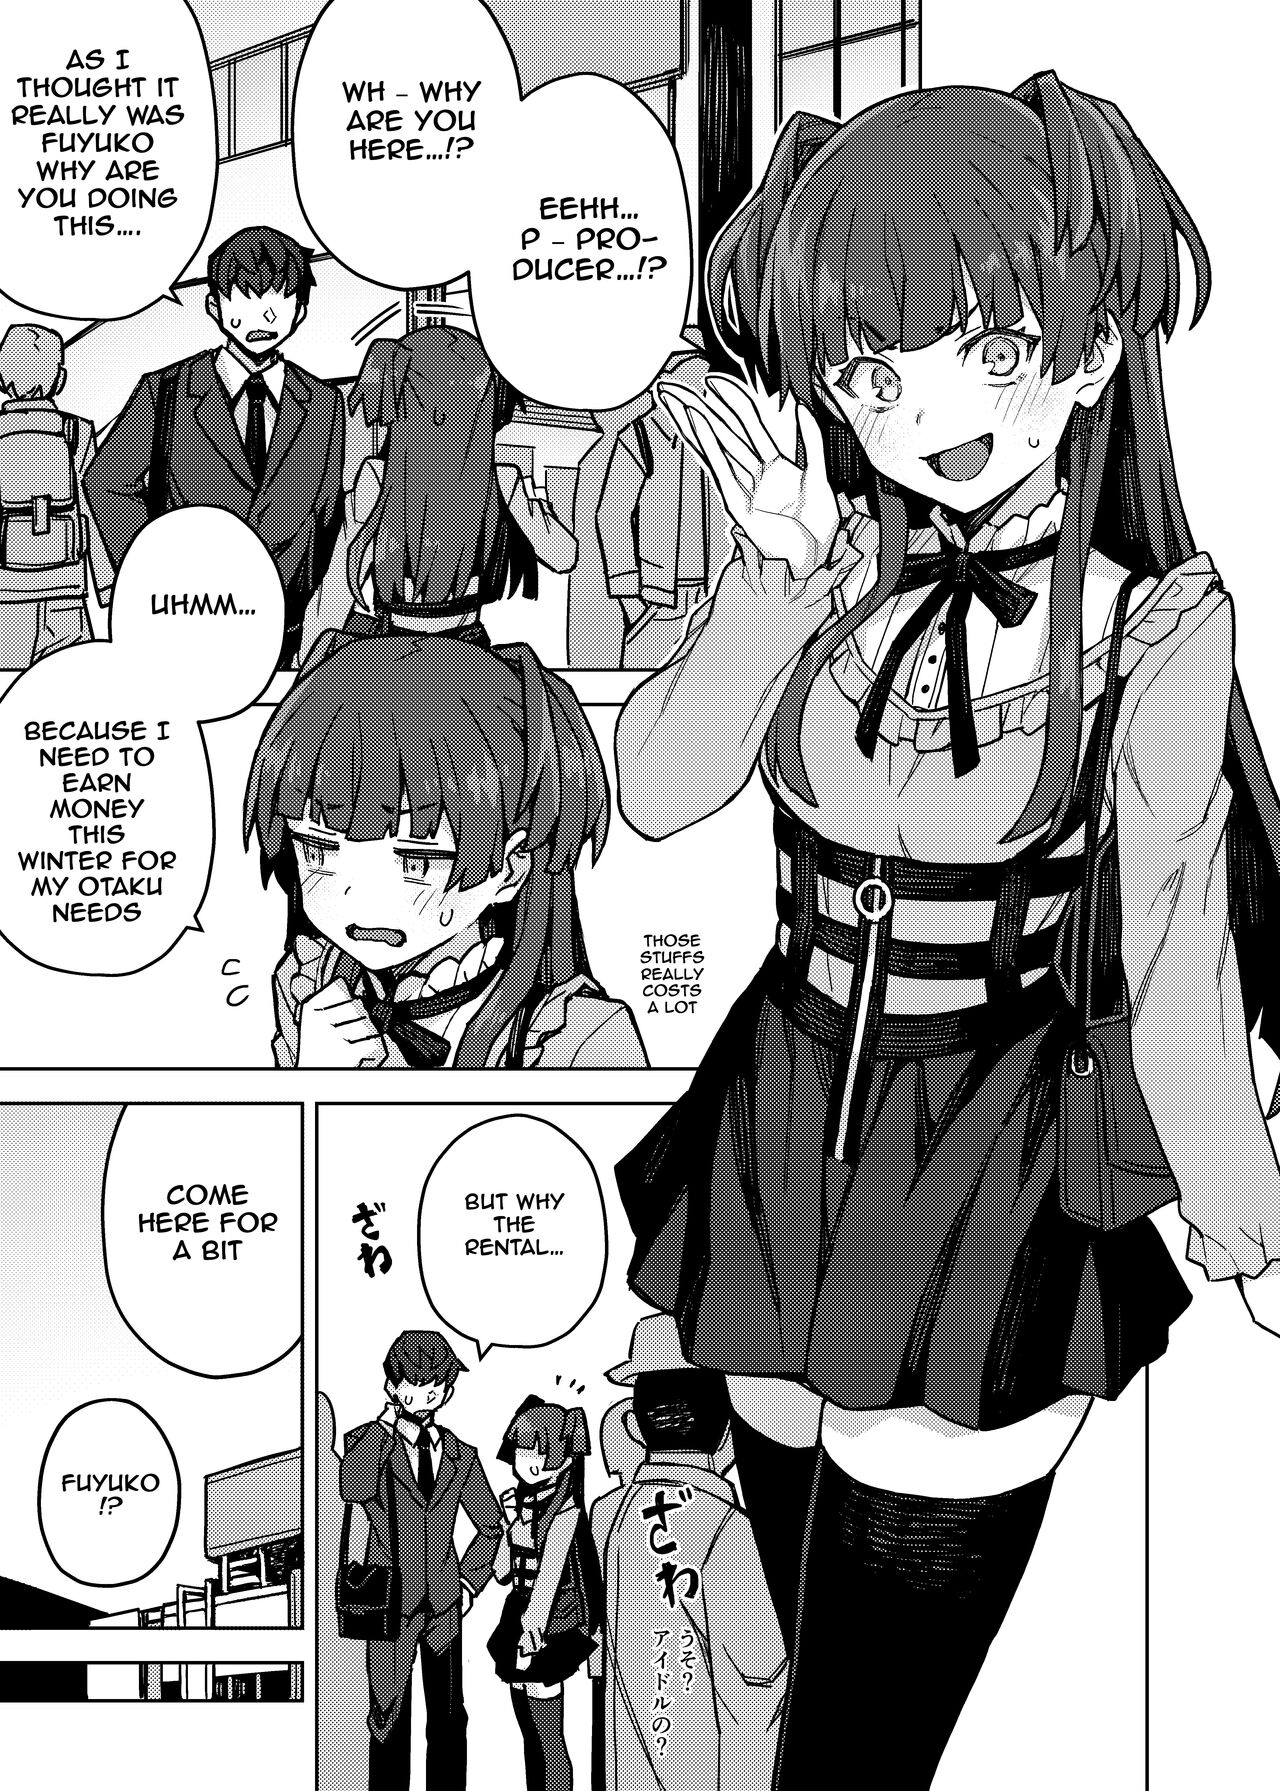 EEHH...
P - PRO-
DUCER...!?
WH - WHY
ARE YOU
HERE...!?
AS I
THOUGHT IT
REALLY WAS
FUYUKO
WHY ARE
YOU DOING
THIS....
UHMM...
BECAUSE I
NEED TO
EARN
MONEY
THIS
WINTER FOR
MY OTAKU
NEEDS
THOSE
STUFFS
REALLY
COSTS
A LOT
BUT WHY
THE
RENTAL...
ざわ
ざわ
うそ?
アイドルの?
COME
HERE FOR
A BIT
FUYUKO
!?